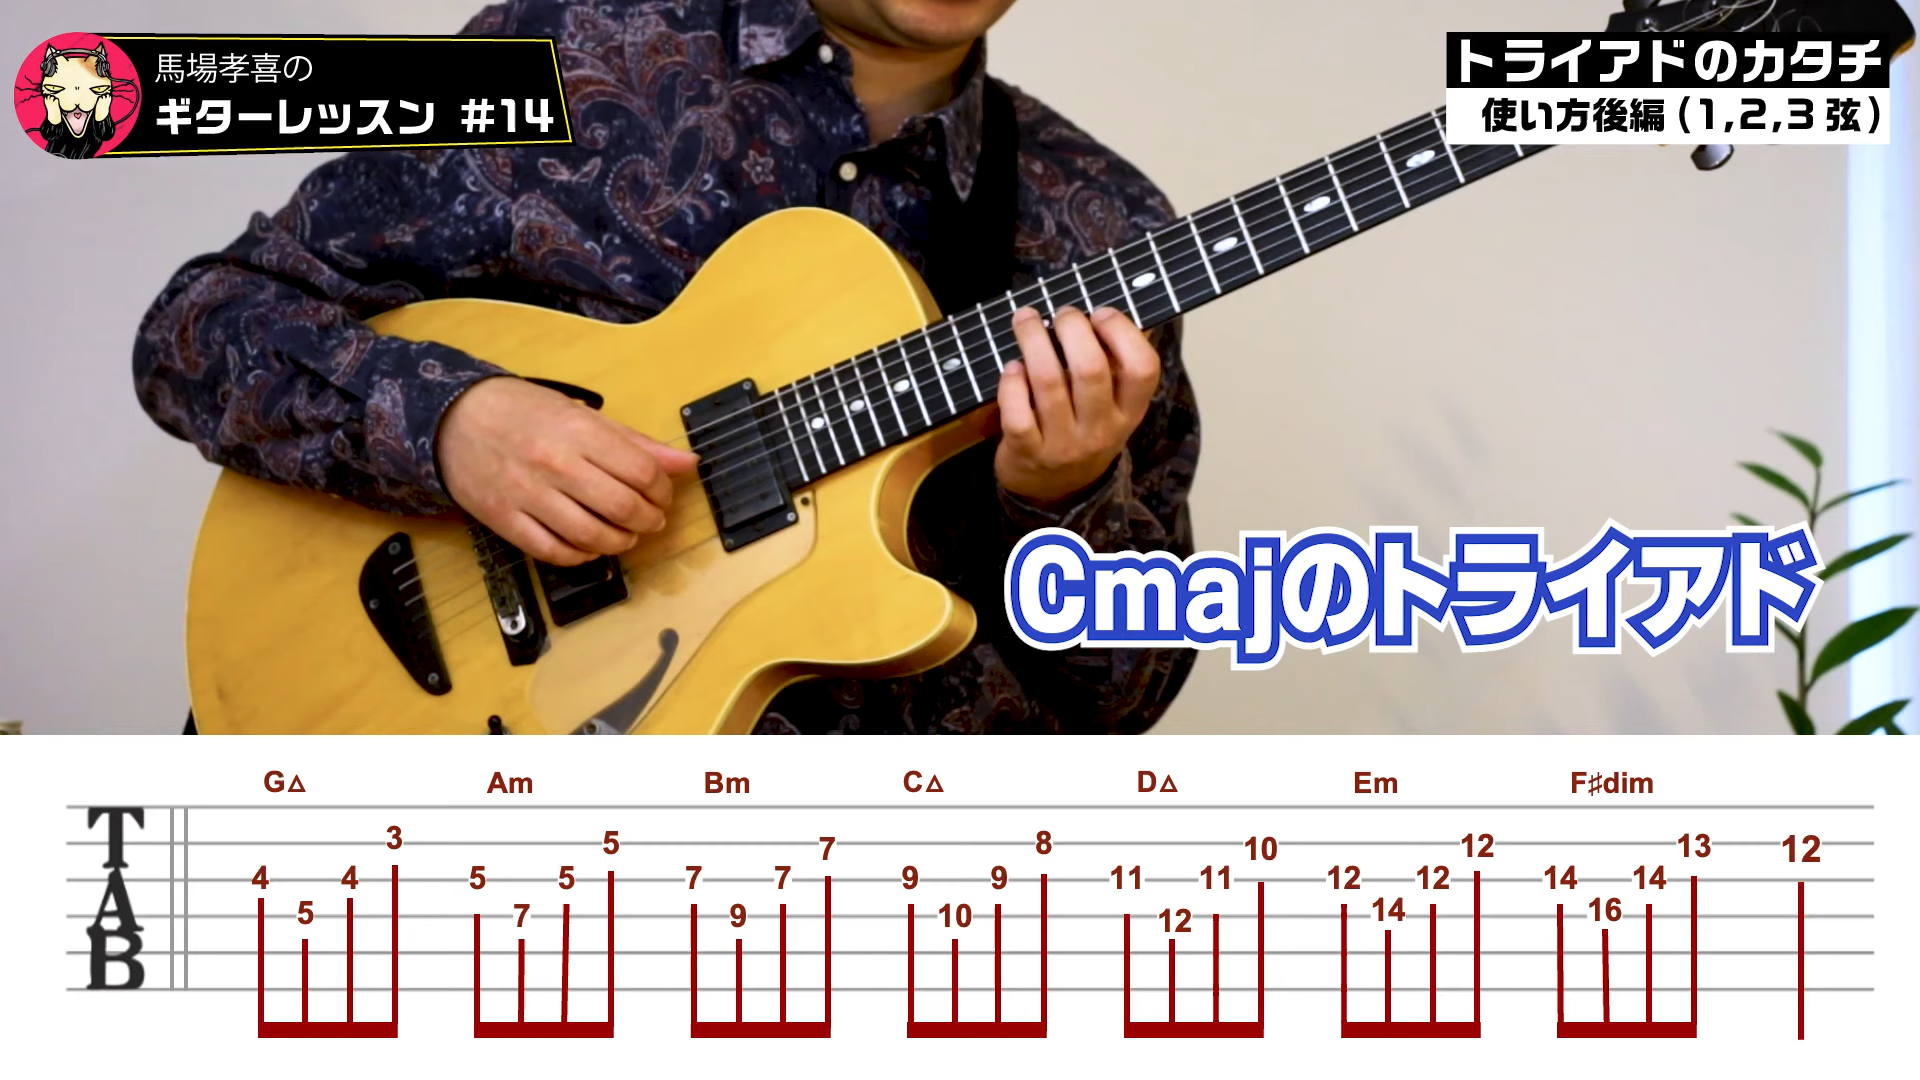 馬場孝喜の
ギターレッスン #14
トライアドのカタチ
使い方後編(1,2,3弦)
Cmajのトライアド
G△ Am Bm C△ D△ Em F♯dim
TAB
4 5 4 3 5 7 5 5 7 9 7 7 9 10 9 8 11 12 11 10 12 14 12 12 14 16 14 13 12